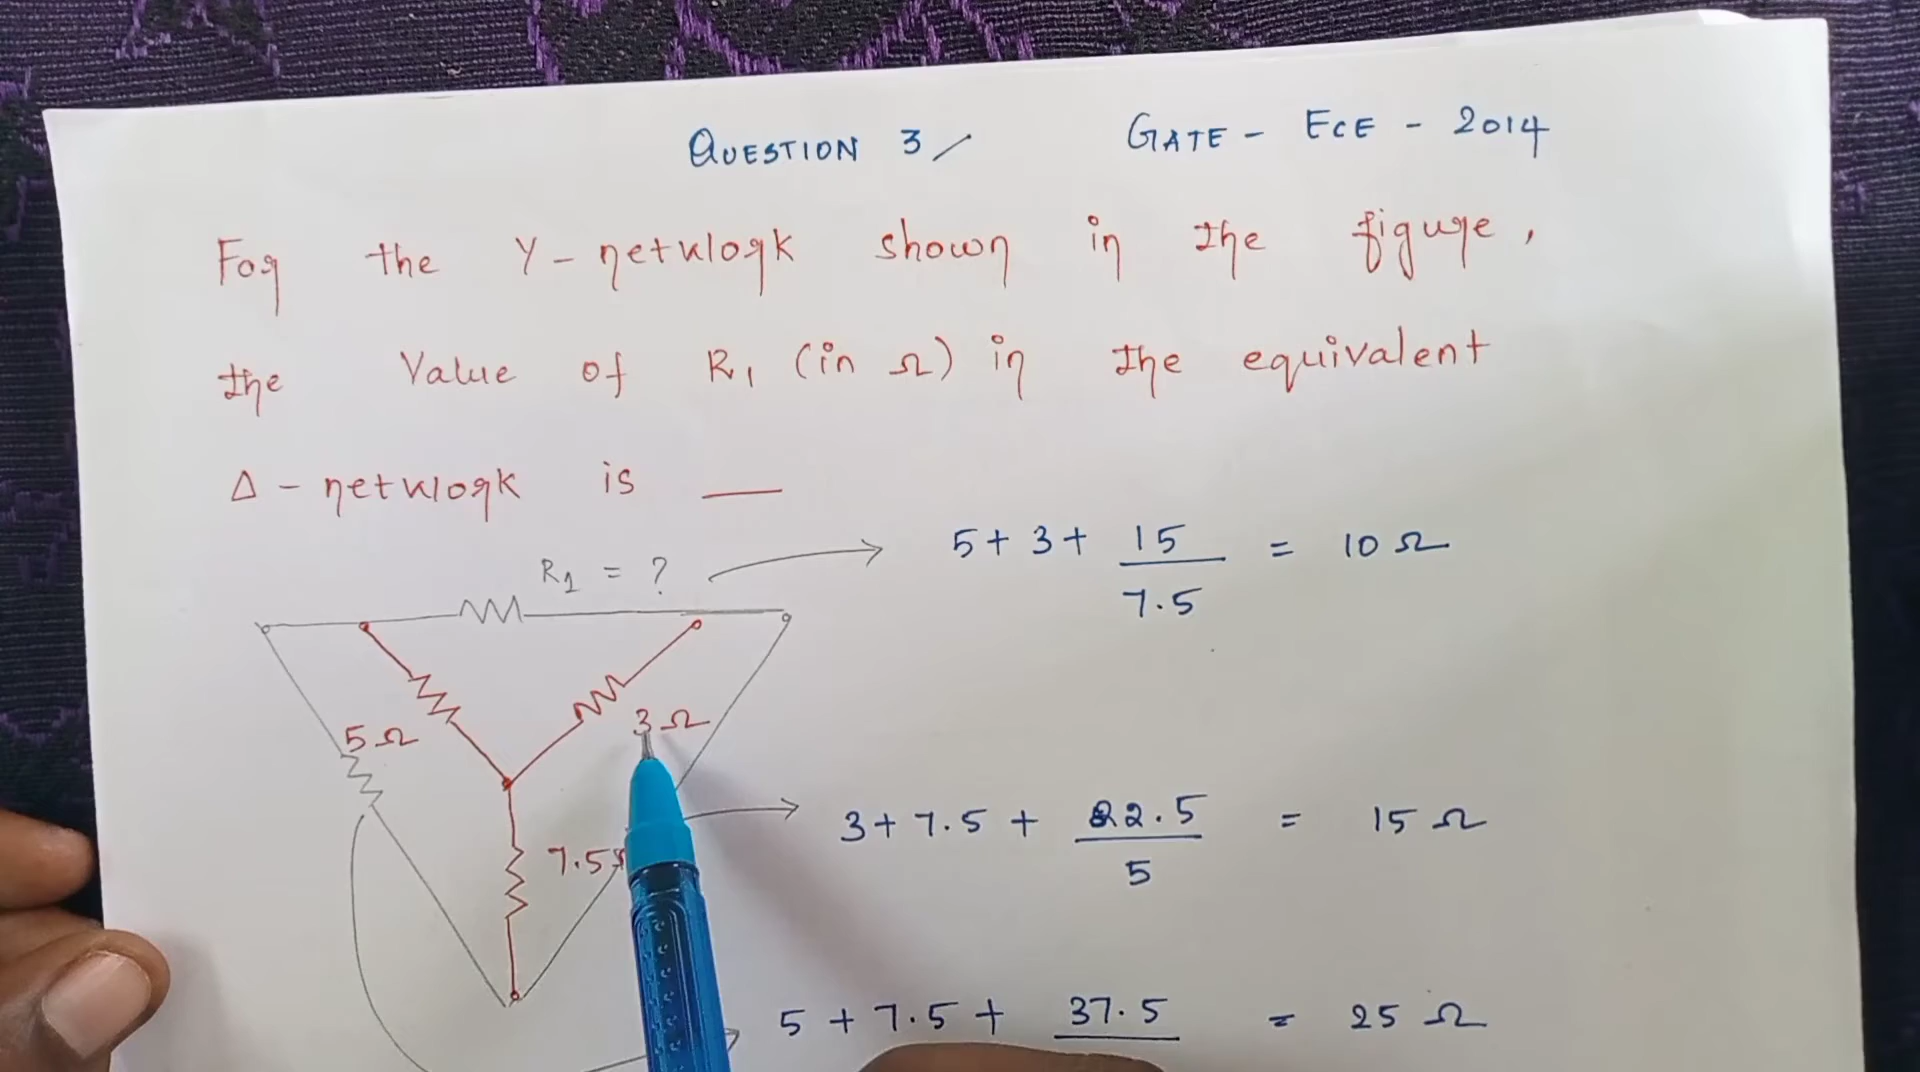 QUESTION 3/ GATE - ECE - 2014
For the Y-network shown in the figure,
the Value of R1 (in Ω) in the equivalent
Δ - network is __
R1 = ?
5 + 3 + 15/7.5 = 10 Ω
5Ω
3Ω
7.5
3 + 7.5 + 22.5/5 = 15 Ω
5 + 7.5 + 37.5 = 25 Ω